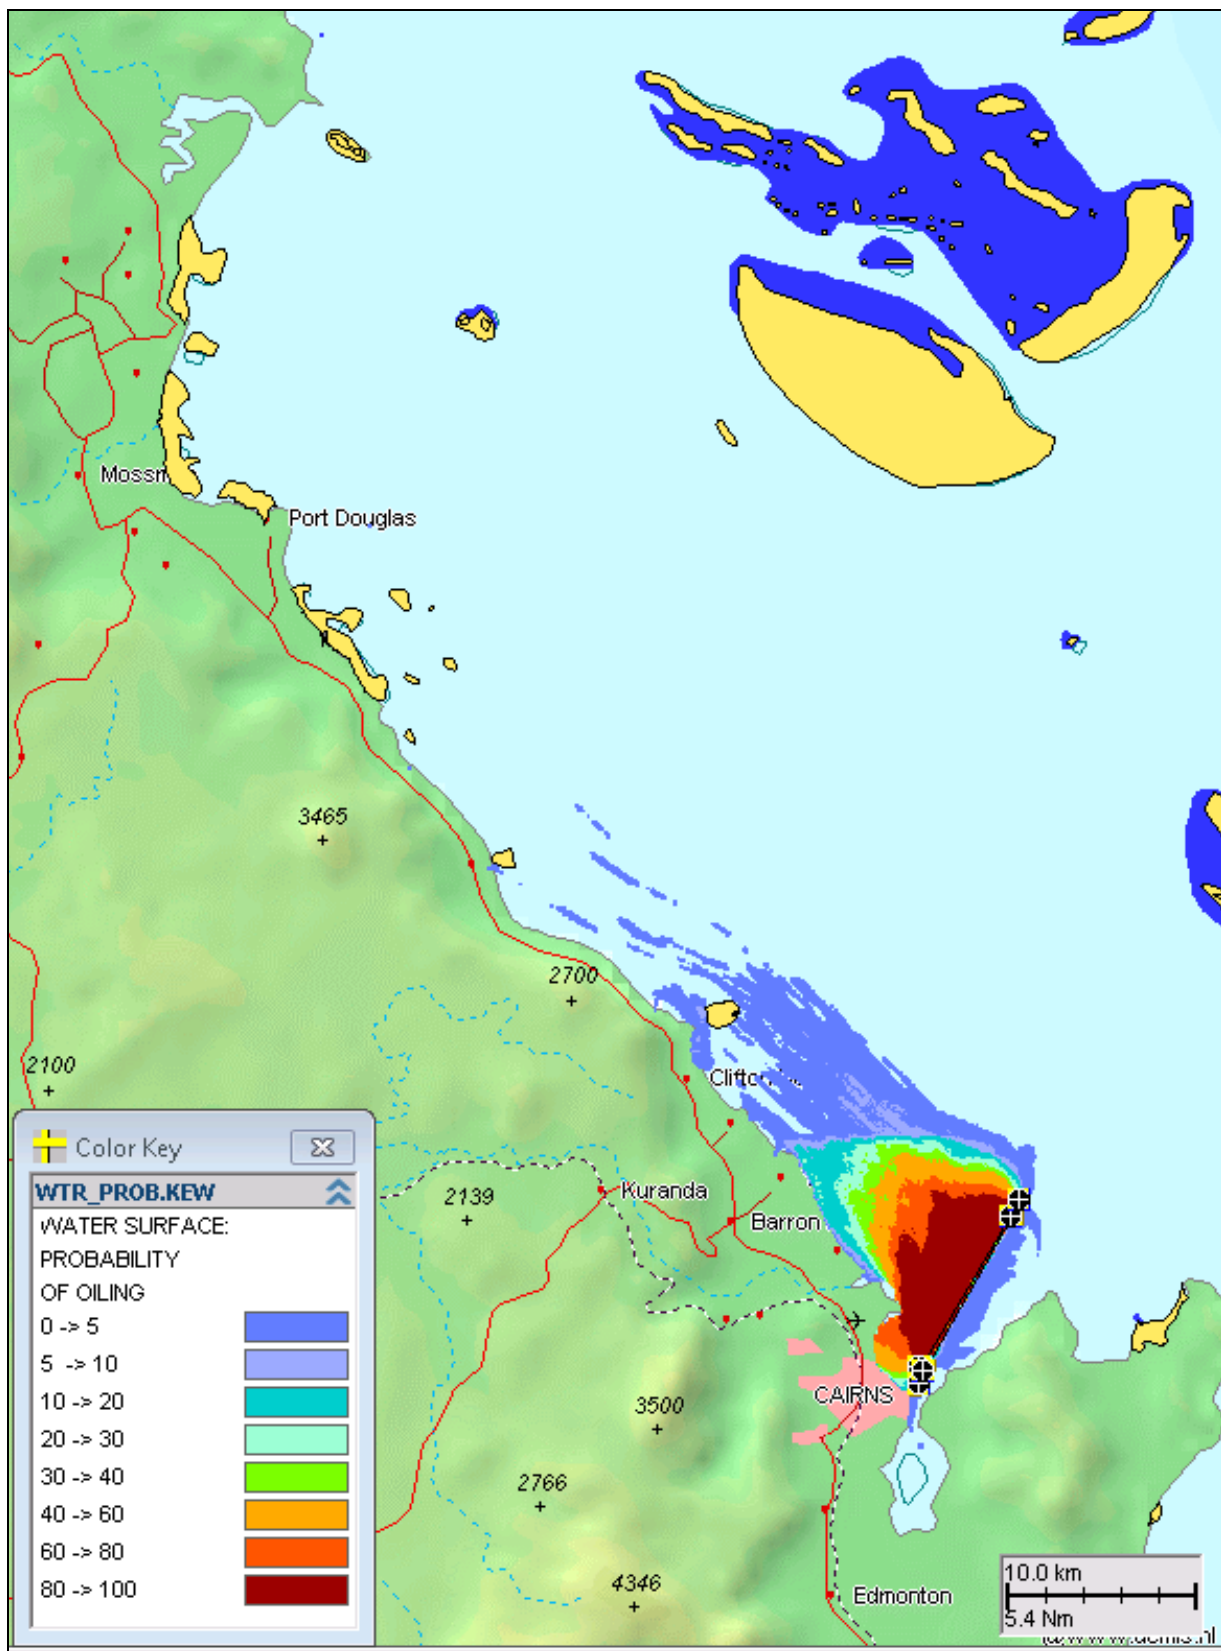 Mossm
Port Douglas
3465
2700
2100
Clifto
Color Key
WTR_PROB.KEW
WATER SURFACE:
PROBABILITY
OF OILING
0 -> 5
5 -> 10
10 -> 20
20 -> 30
30 -> 40
40 -> 60
60 -> 80
80 -> 100
2139
Kuranda
Barron
CAIRNS
3500
2766
4346
Edmonton
10.0 km
5.4 Nm